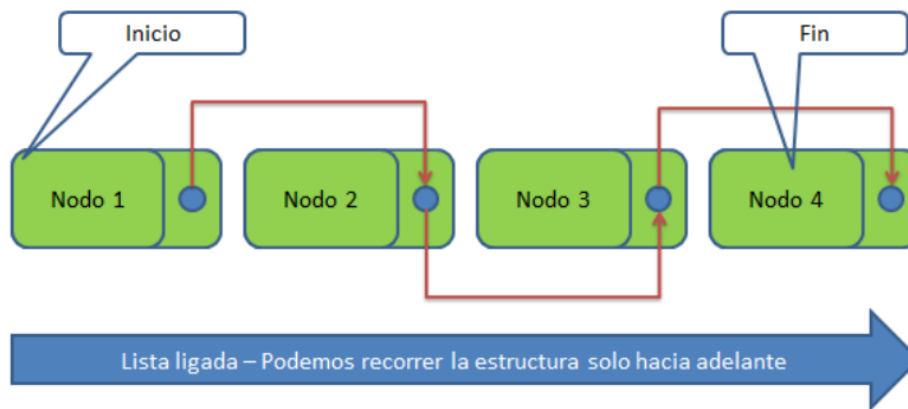 Inicio
Fin
Nodo 1
Nodo 2
Nodo 3
Nodo 4
Lista ligada – Podemos recorrer la estructura solo hacia adelante